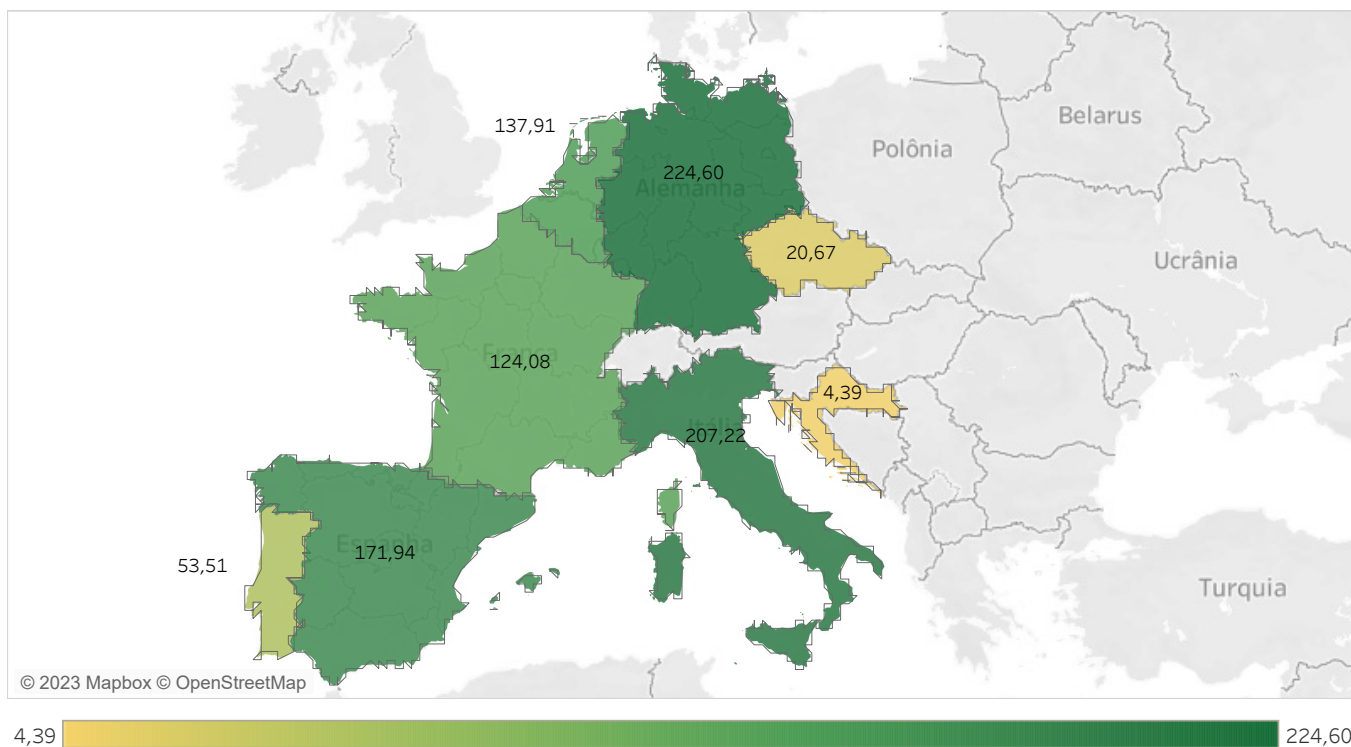 Belarus
137,91
Polônia
224,60
Alemanha
20,67
Ucrânia
França
124,08
4,39
Itália
207,22
Espanha
171,94
53,51
Turquia
© 2023 Mapbox © OpenStreetMap
4,39
224,60